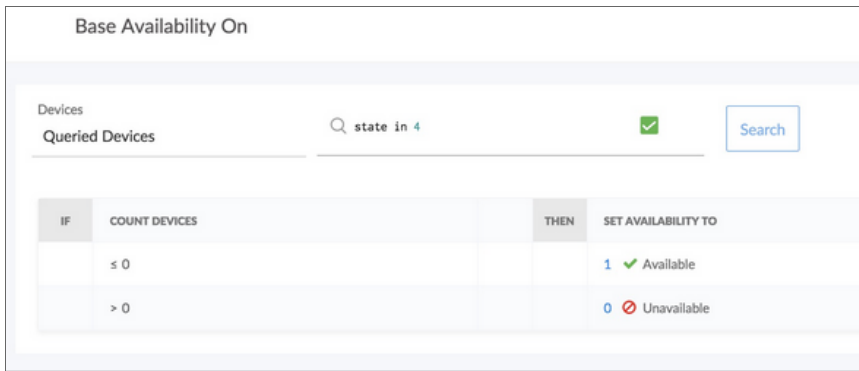 Base Availability On
Devices
Queried Devices
state in 4
Search
IF COUNT DEVICES THEN SET AVAILABILITY TO
≤ 0 1 Available
> 0 0 Unavailable